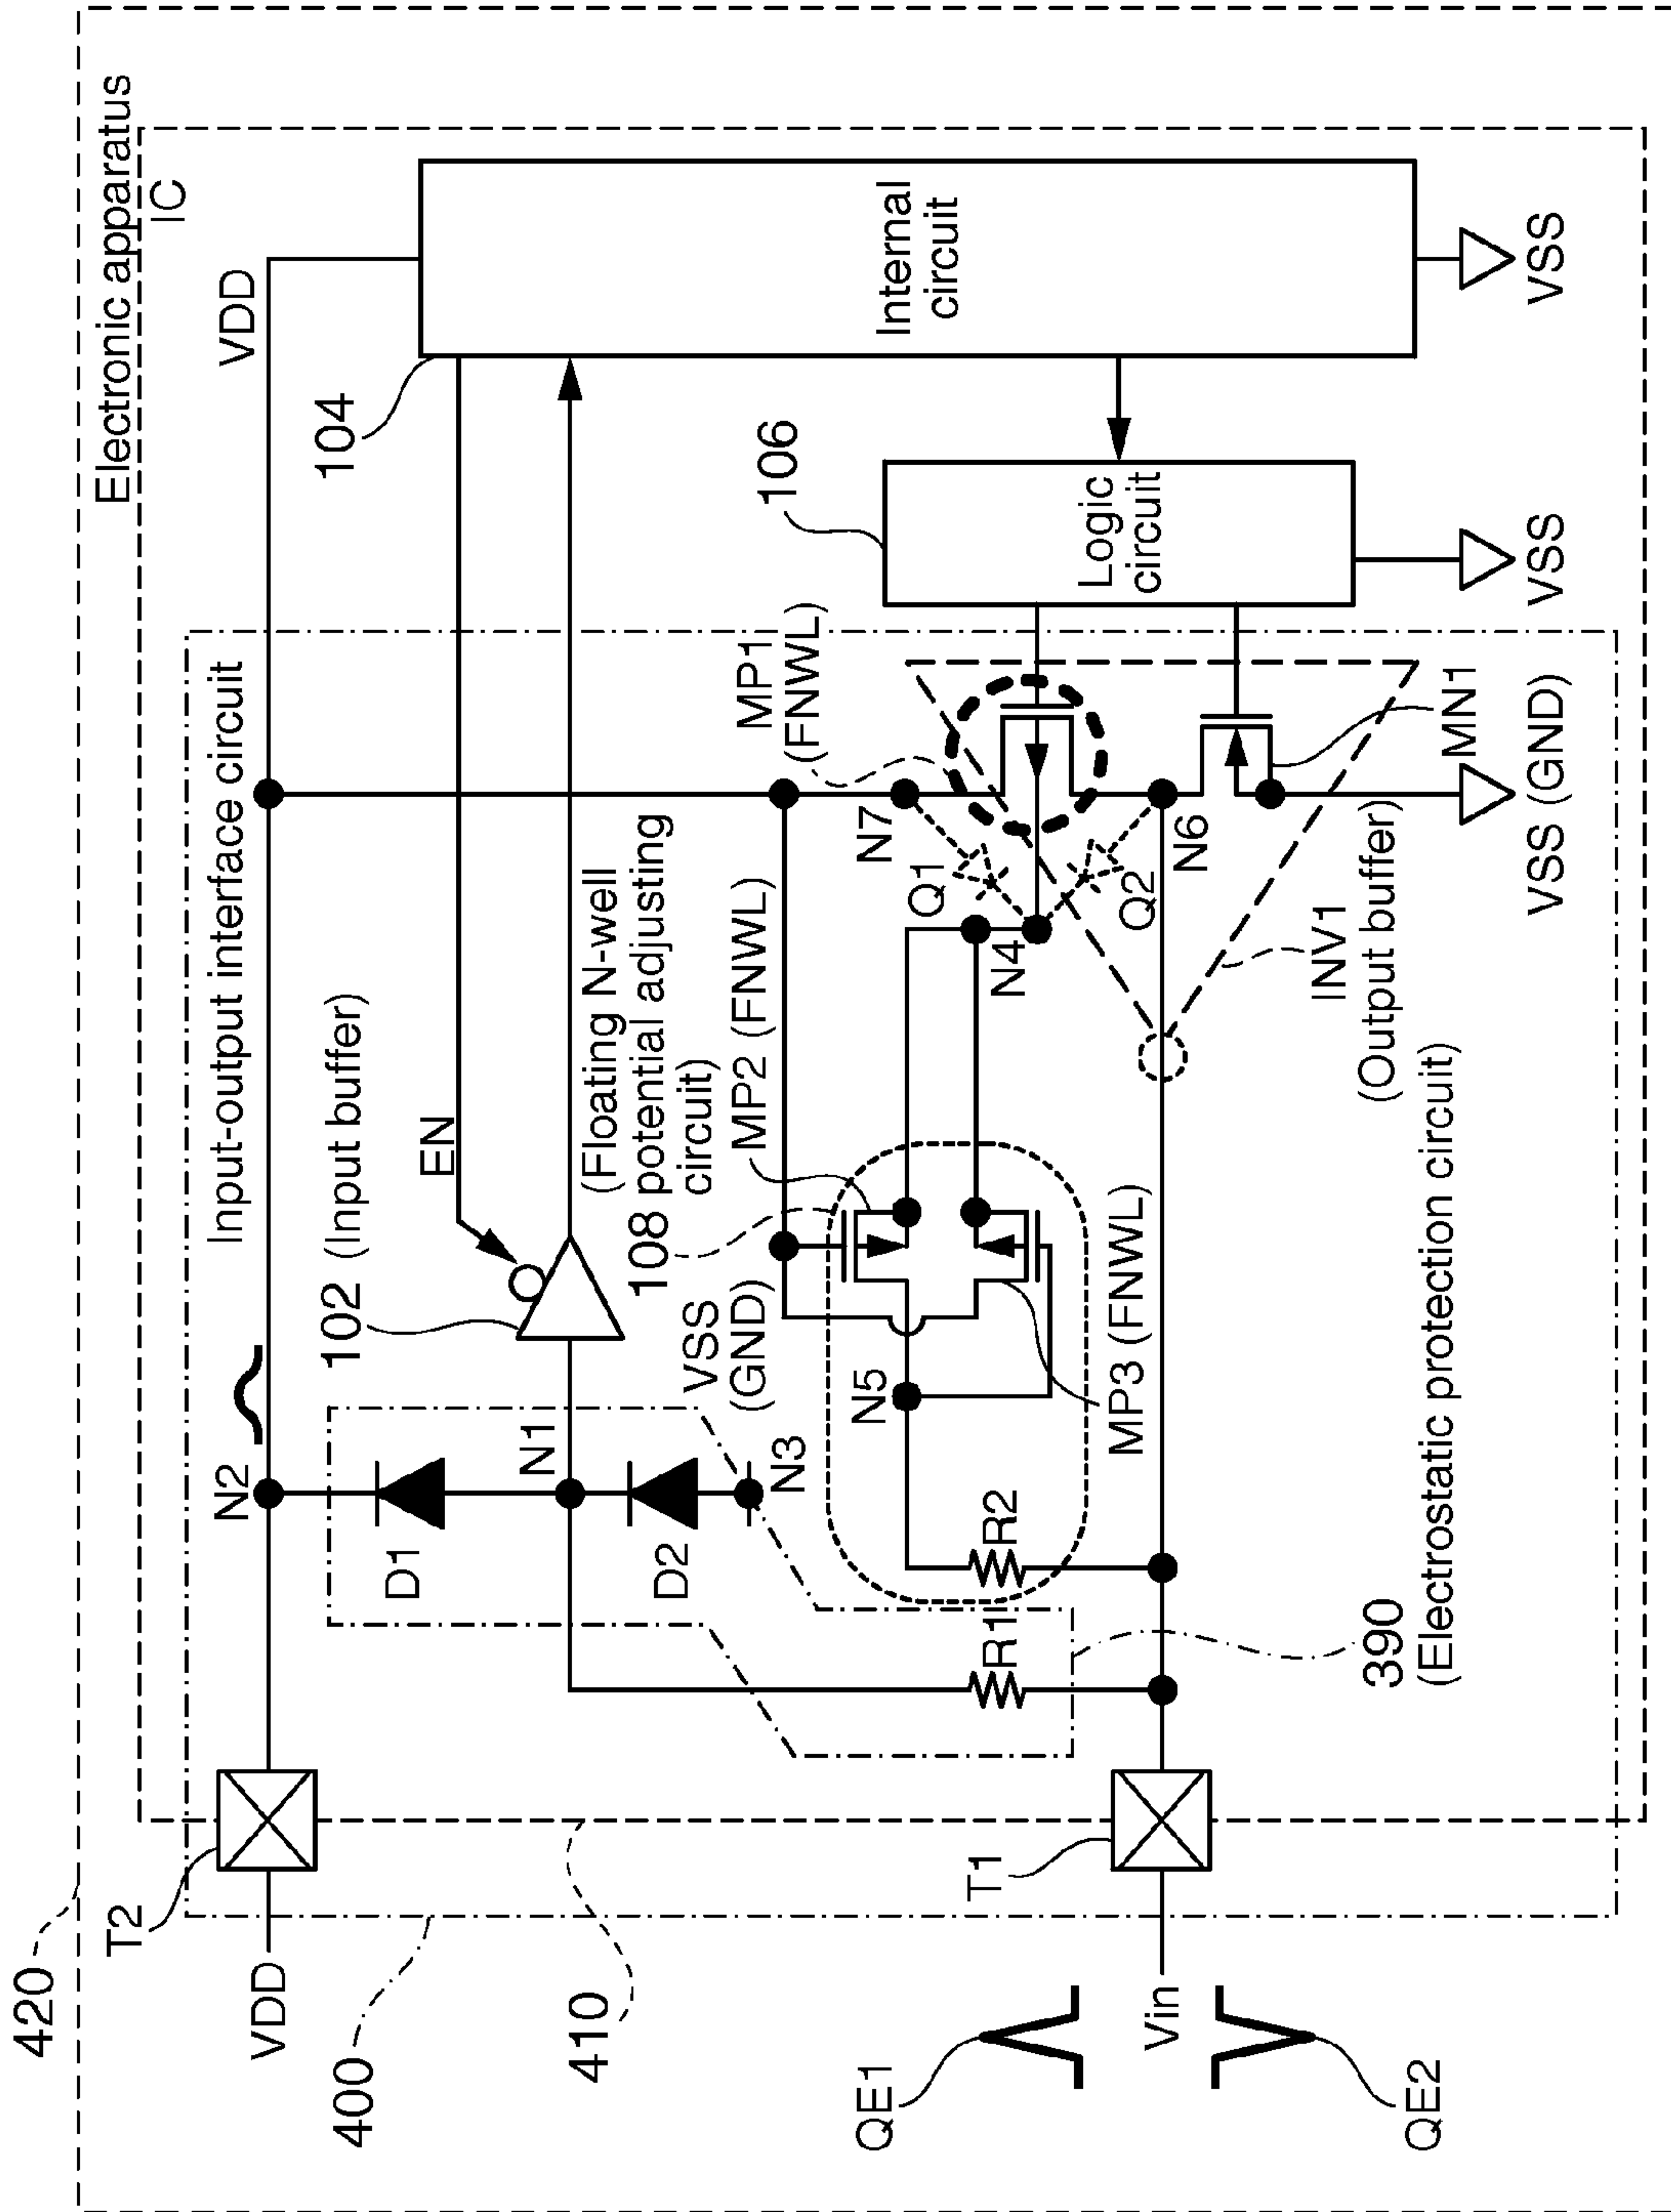 420
Electronic apparatus
IC
T2
VDD
400
410
Input-output interface circuit
N2
VDD
104
102 (Input buffer)
EN
D1
N1
D2
VSS
(GND)
N3
108
(Floating N-well
potential adjusting
circuit)
MP2 (FNWL)
MP1
(FNWL)
106
Internal
circuit
Logic
circuit
N7
Q1
N4
Q2
N6
N5
R1
R2
MP3 (FNWL)
T1
Vin
QE1
QE2
INV1
(Output buffer)
MN1
390
(Electrostatic protection circuit)
VSS (GND)
VSS
VSS